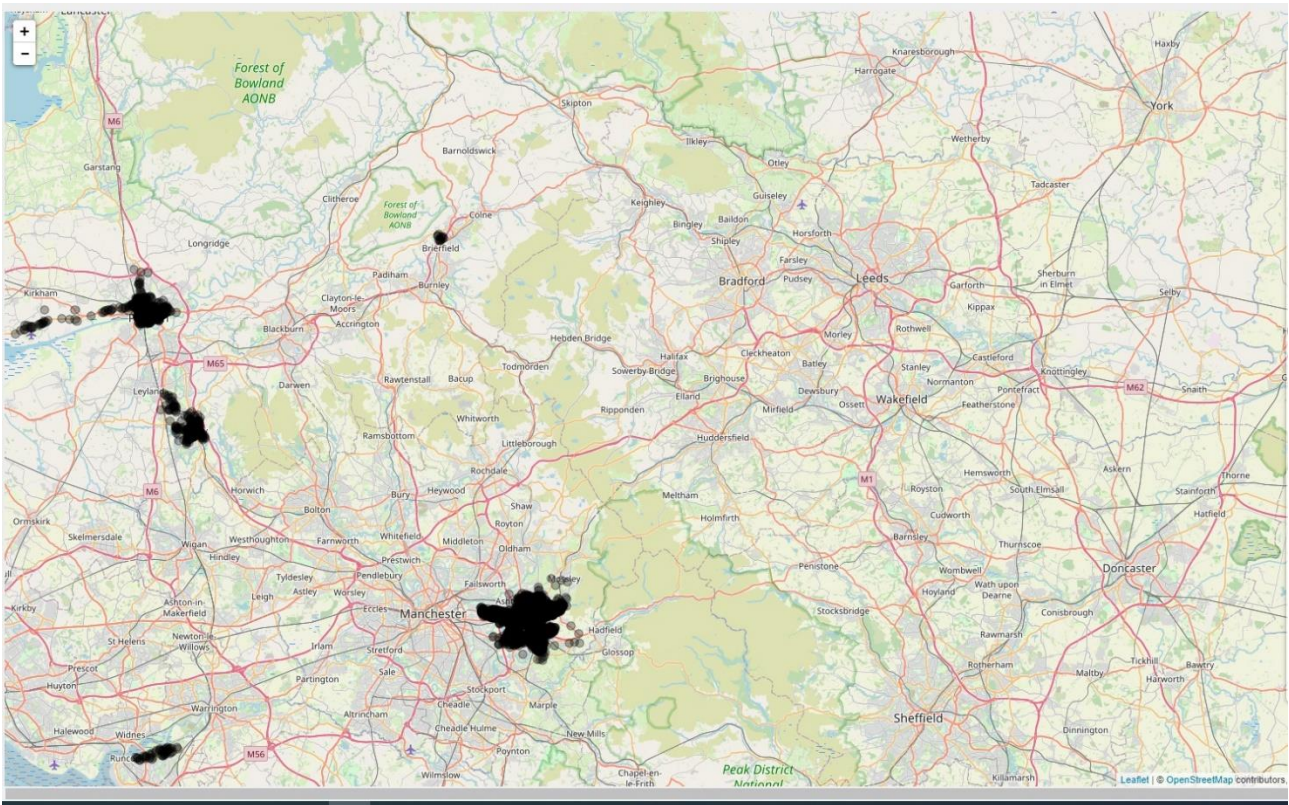 +
−
Forest of
Bowland
AONB
M6
Garstang
Longridge
Kirkham
Clitheroe
Forest of
Bowland
AONB
Barnoldswick
Colne
Brierfield
Padiham
Burnley
Clayton-le-
Moors
Accrington
Blackburn
M65
Leyland
Darwen
Rawtenstall
Bacup
Todmorden
Hebden Bridge
Skipton
Ilkley
Otley
Guiseley
Keighley
Bingley
Baildon
Shipley
Horsforth
Farsley
Pudsey
Bradford
Leeds
Harrogate
Knaresborough
Wetherby
Haxby
York
Tadcaster
Sherburn
in Elmet
Selby
Garforth
Kippax
Rothwell
Morley
Stanley
Castleford
Knottingley
M62
Snaith
Normanton
Pontefract
Featherstone
Wakefield
Ossett
Batley
Dewsbury
Cleckheaton
Mirfield
Halifax
Sowerby Bridge
Brighouse
Elland
Ripponden
Huddersfield
Whitworth
Littleborough
Ramsbottom
Rochdale
Meltham
Holmfirth
M1
Hemsworth
Royston
South Elmsall
Cudworth
Barnsley
Askern
Thorne
Stainforth
Hatfield
Thurnscoe
Wombwell
Wath upon
Dearne
Hoyland
Doncaster
Conisbrough
Penistone
Stocksbridge
Rawmarsh
Rotherham
Maltby
Tickhill
Harworth
Bawtry
Sheffield
Dinnington
Killamarsh
M6
Horwich
Bolton
Bury
Heywood
Shaw
Royton
Ormskirk
Skelmersdale
Wigan
Hindley
Westhoughton
Farnworth
Whitefield
Middleton
Oldham
Prestwich
Pendlebury
Failsworth
Mossley
Tyldesley
Astley
Worsley
Leigh
Eccles
Manchester
Kirkby
Ashton-in-
Makerfield
St Helens
Newton-le-
Willows
Irlam
Stretford
Hadfield
Glossop
Prescot
Huyton
Partington
Sale
Stockport
Cheadle
Marple
Warrington
Altrincham
Cheadle Hulme
New Mills
Halewood
Widnes
M56
Poynton
Wilmslow
Chapel-en-
le-Frith
Peak District
National
Leaflet | © OpenStreetMap contributors,